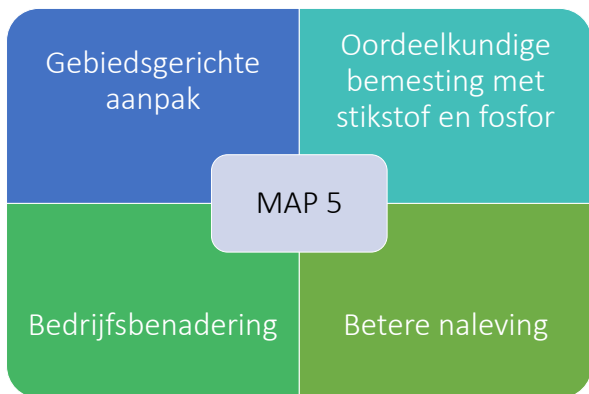 Gebiedsgerichte
aanpak
Oordeelkundige
bemesting met
stikstof en fosfor
MAP 5
Bedrijfsbenadering
Betere naleving